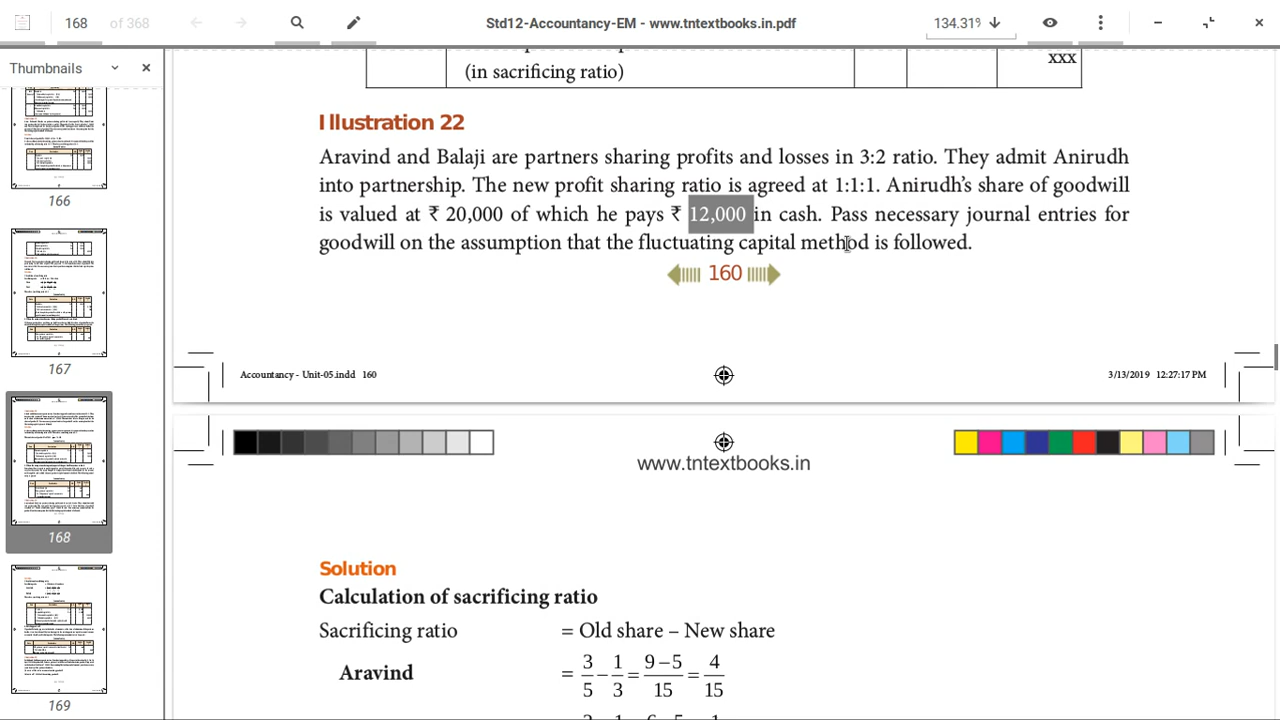 168 of 368
Std12-Accountancy-EM - www.tntextbooks.in.pdf
134.31%
Thumbnails
166
167
168
169
(in sacrificing ratio)
xxx
Illustration 22
Aravind and Balaji are partners sharing profits and losses in 3:2 ratio. They admit Anirudh
into partnership. The new profit sharing ratio is agreed at 1:1:1. Anirudh's share of goodwill
is valued at ₹ 20,000 of which he pays ₹ 12,000 in cash. Pass necessary journal entries for
goodwill on the assumption that the fluctuating capital method is followed.
160
Accountancy - Unit-05.indd 160
3/13/2019 12:27:17 PM
www.tntextbooks.in
Solution
Calculation of sacrificing ratio
Sacrificing ratio = Old share – New share
Aravind = 3/5 – 1/3 = 9–5/15 = 4/15